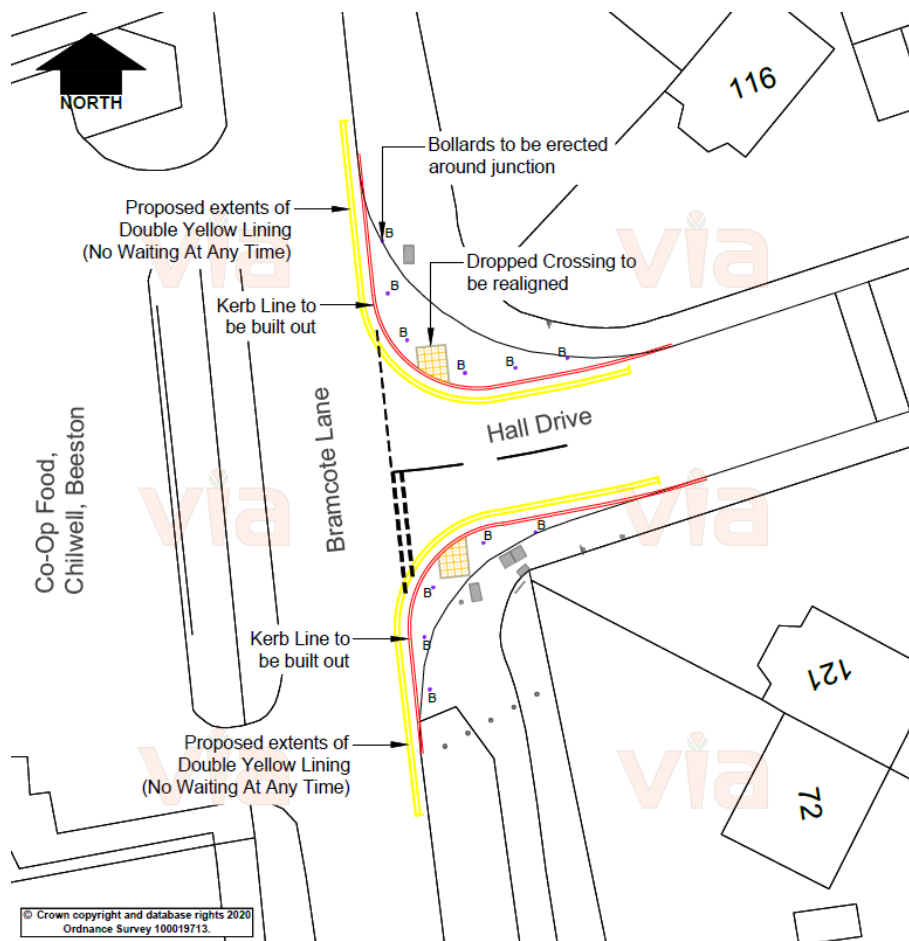 NORTH
116
Bollards to be erected
around junction
Proposed extents of
Double Yellow Lining
(No Waiting At Any Time)
via
via
B
Dropped Crossing to
be realigned
B
Kerb Line to
be built out
B
B
B
B
Hall Drive
Bramcote Lane
Co-Op Food,
Chilwell, Beeston
via
via
B
B
B
B
B
Kerb Line to
be built out
121
Proposed extents of
Double Yellow Lining
(No Waiting At Any Time)
via
via
72
© Crown copyright and database rights 2020
Ordnance Survey 100019713.